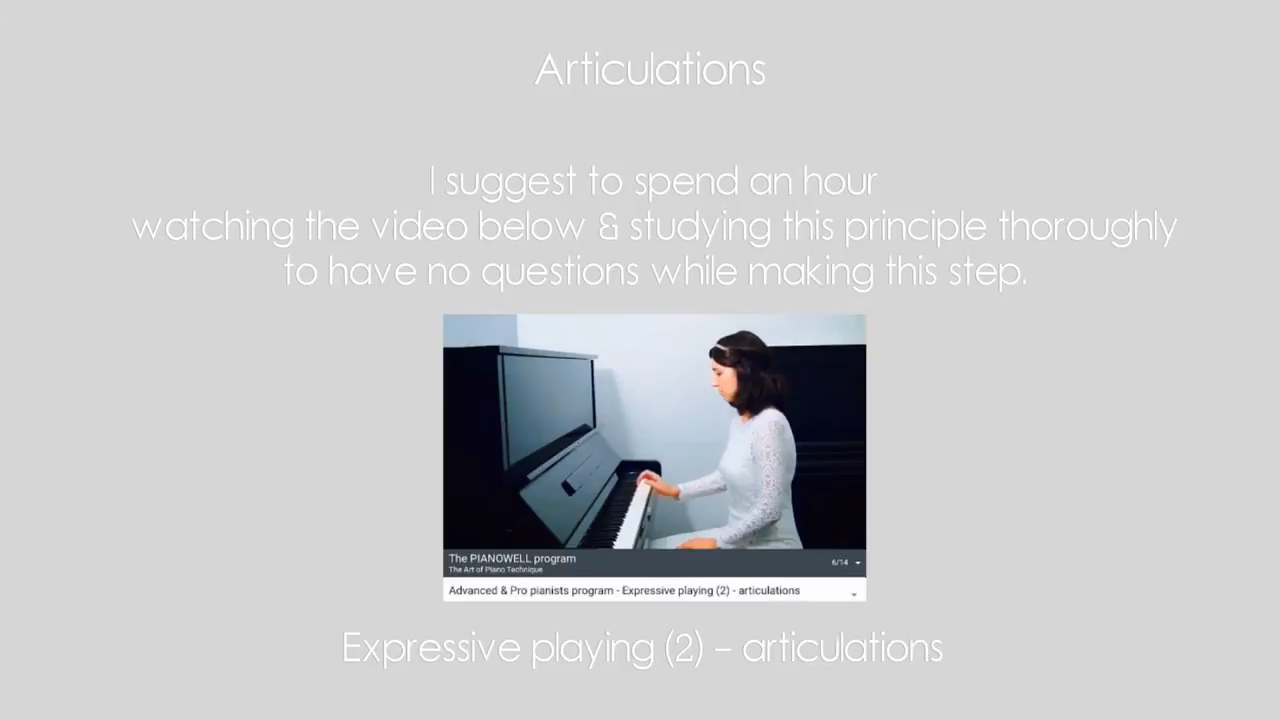 Articulations
I suggest to spend an hour
watching the video below & studying this principle thoroughly
to have no questions while making this step.
The PIANOWELL program
The Art of Piano Technique
6/14
Advanced & Pro pianists program - Expressive playing (2) - articulations
Expressive playing (2) - articulations